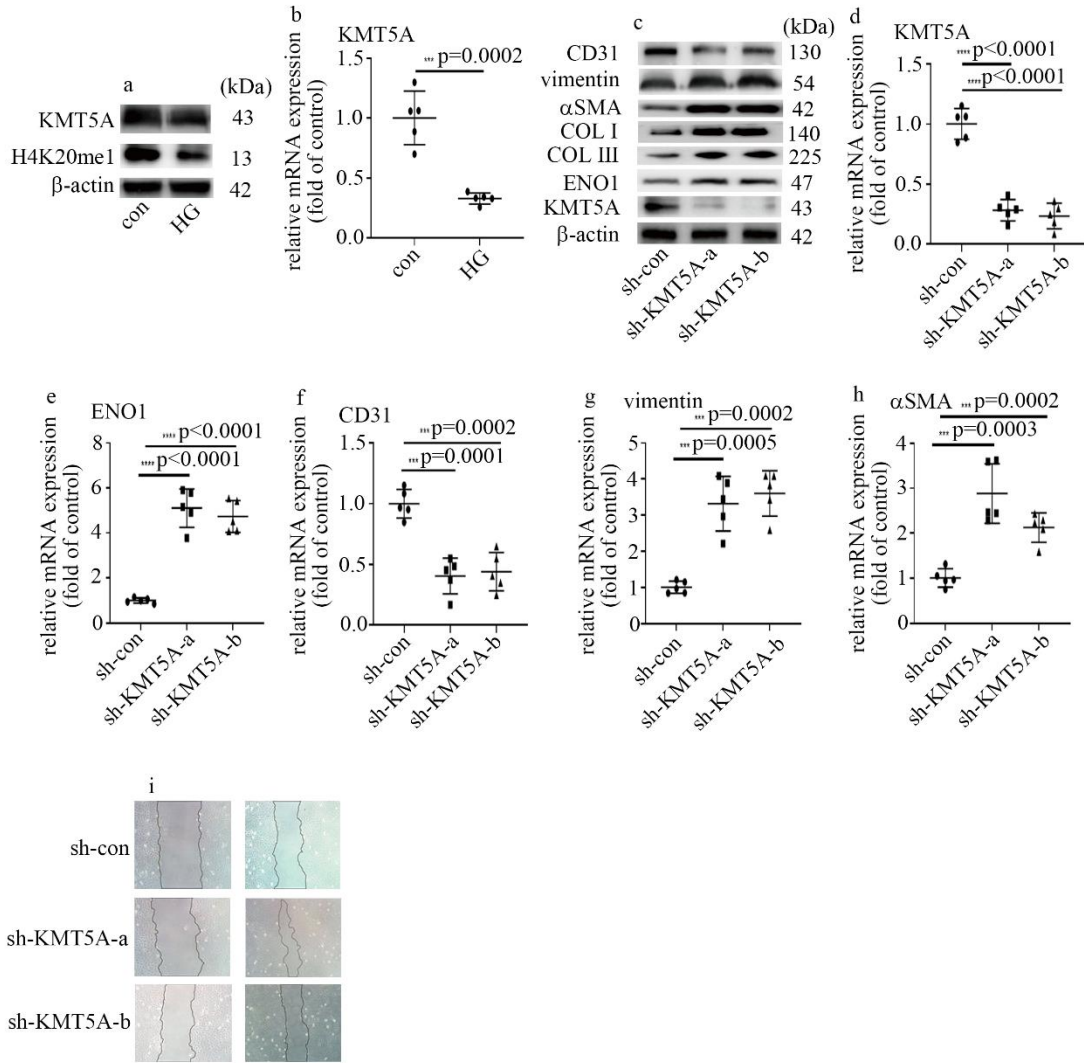 a
(kDa)
KMT5A
43
H4K20me1
13
β-actin
42
con
HG
b
KMT5A
*** p=0.0002
relative mRNA expression
(fold of control)
1.5
1.0
0.5
0.0
con
HG
c
(kDa)
CD31
130
vimentin
54
αSMA
42
COL I
140
COL III
225
ENO1
47
KMT5A
43
β-actin
42
sh-con
sh-KMT5A-a
sh-KMT5A-b
d
KMT5A
**** p<0.0001
**** p<0.0001
relative mRNA expression
(fold of control)
1.5
1.0
0.5
0.0
sh-con
sh-KMT5A-a
sh-KMT5A-b
e
ENO1
**** p<0.0001
**** p<0.0001
relative mRNA expression
(fold of control)
8
6
4
2
0
sh-con
sh-KMT5A-a
sh-KMT5A-b
f
CD31
*** p=0.0002
*** p=0.0001
relative mRNA expression
(fold of control)
1.5
1.0
0.5
0.0
sh-con
sh-KMT5A-a
sh-KMT5A-b
g
vimentin
*** p=0.0002
*** p=0.0005
relative mRNA expression
(fold of control)
5
4
3
2
1
0
sh-con
sh-KMT5A-a
sh-KMT5A-b
h
αSMA
*** p=0.0002
*** p=0.0003
relative mRNA expression
(fold of control)
4
3
2
1
0
sh-con
sh-KMT5A-a
sh-KMT5A-b
i
sh-con
sh-KMT5A-a
sh-KMT5A-b